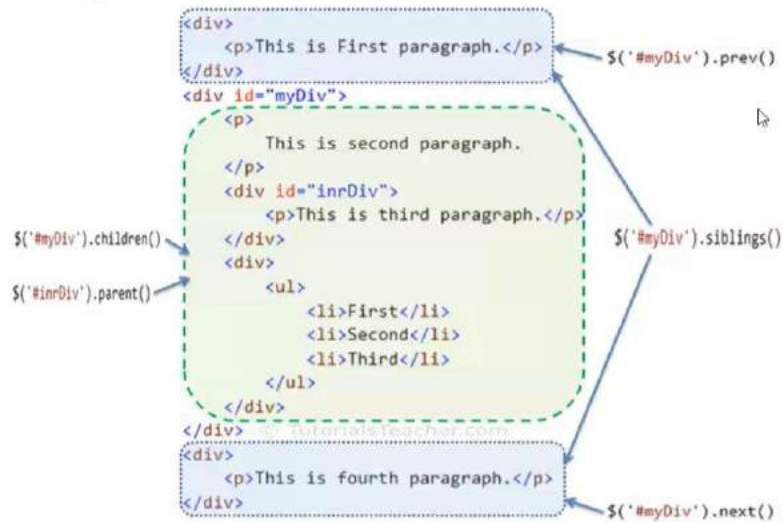 <div>
<p>This is First paragraph.</p>
$('#myDiv').prev()
</div>
<div id="myDiv">
<p>
This is second paragraph.
</p>
<div id="inrDiv">
<p>This is third paragraph.</p>
$('#myDiv').children()
</div>
$('#myDiv').siblings()
<div>
$('#inrDiv').parent()
<ul>
<li>First</li>
<li>Second</li>
<li>Third</li>
</ul>
</div>
</div>
© TutorialsTeacher.com
<div>
<p>This is fourth paragraph.</p>
</div>
$('#myDiv').next()